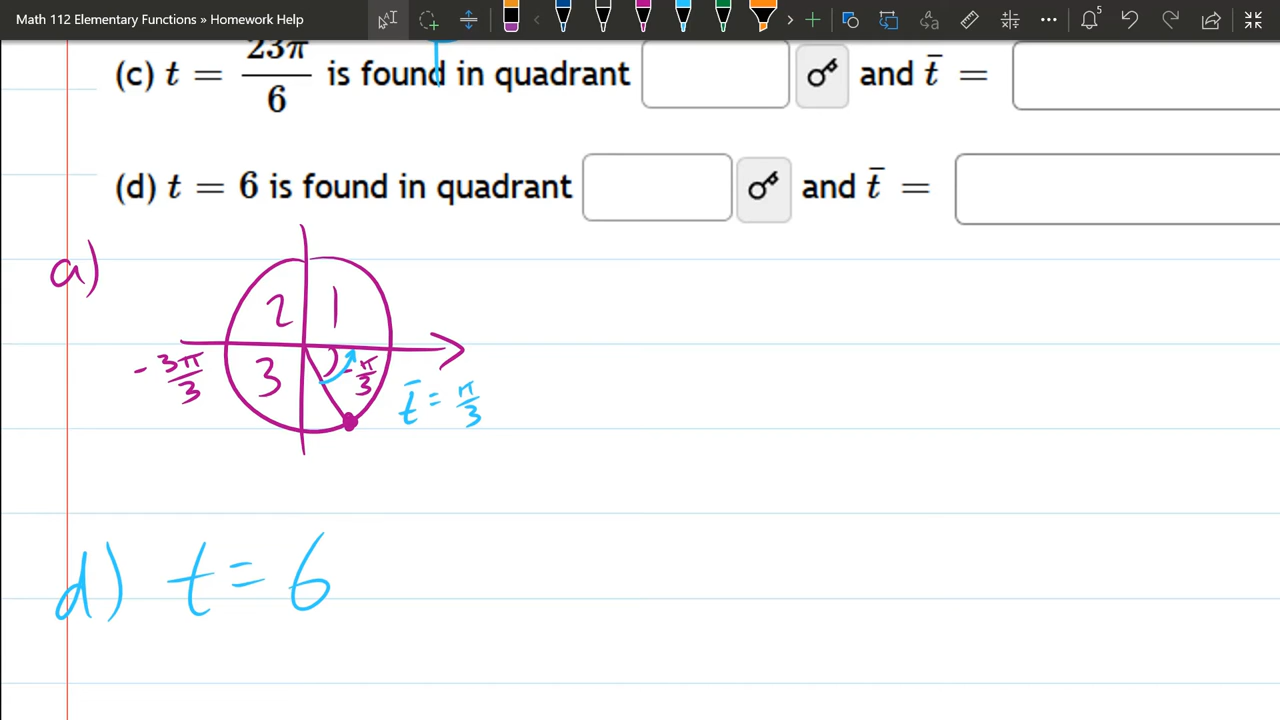 Math 112 Elementary Functions » Homework Help
5
(c) t = 23π/6 is found in quadrant and t̄ =
(d) t = 6 is found in quadrant and t̄ =
a)
2 1
3
- 3π/3
- π/3
t̄ = π/3
d) t = 6